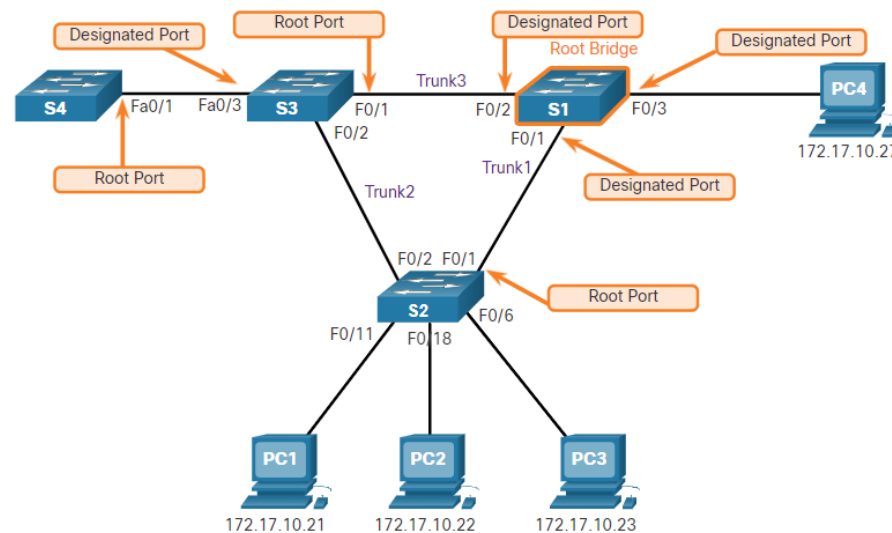 Root Port
Designated Port
Designated Port
Designated Port
Root Bridge
Trunk3
S4
Fa0/1
Fa0/3
S3
F0/1
F0/2
S1
F0/3
PC4
F0/2
F0/1
172.17.10.27
Root Port
Trunk2
Trunk1
Designated Port
F0/2
F0/1
S2
Root Port
F0/11
F0/18
F0/6
PC1
PC2
PC3
172.17.10.21
172.17.10.22
172.17.10.23